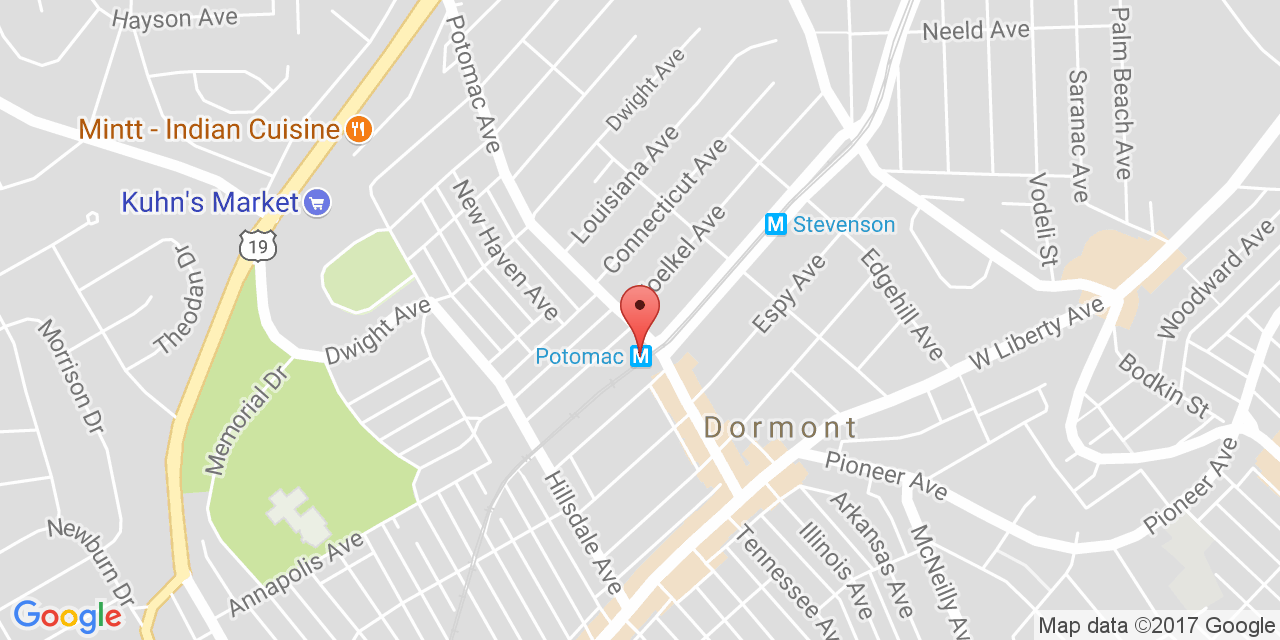 Hayson Ave
Potomac Ave
Neeld Ave
Palm Beach Ave
Saranac Ave
Dwight Ave
Mintt - Indian Cuisine
Louisiana Ave
Connecticut Ave
Kuhn's Market
New Haven Ave
Vodeli St
oelkel Ave
M Stevenson
19
Theodan Dr
Espy Ave
Edgehill Ave
Woodward Ave
Dwight Ave
W Liberty Ave
Morrison Dr
Potomac M
Bodkin St
Memorial Dr
Dormont
Pioneer Ave
Pioneer Ave
Hillsdale Ave
Arkansas Ave
Illinois Ave
McNeilly Av
Tennessee Av
Newburn Dr
Annapolis Ave
Google
Map data ©2017 Google